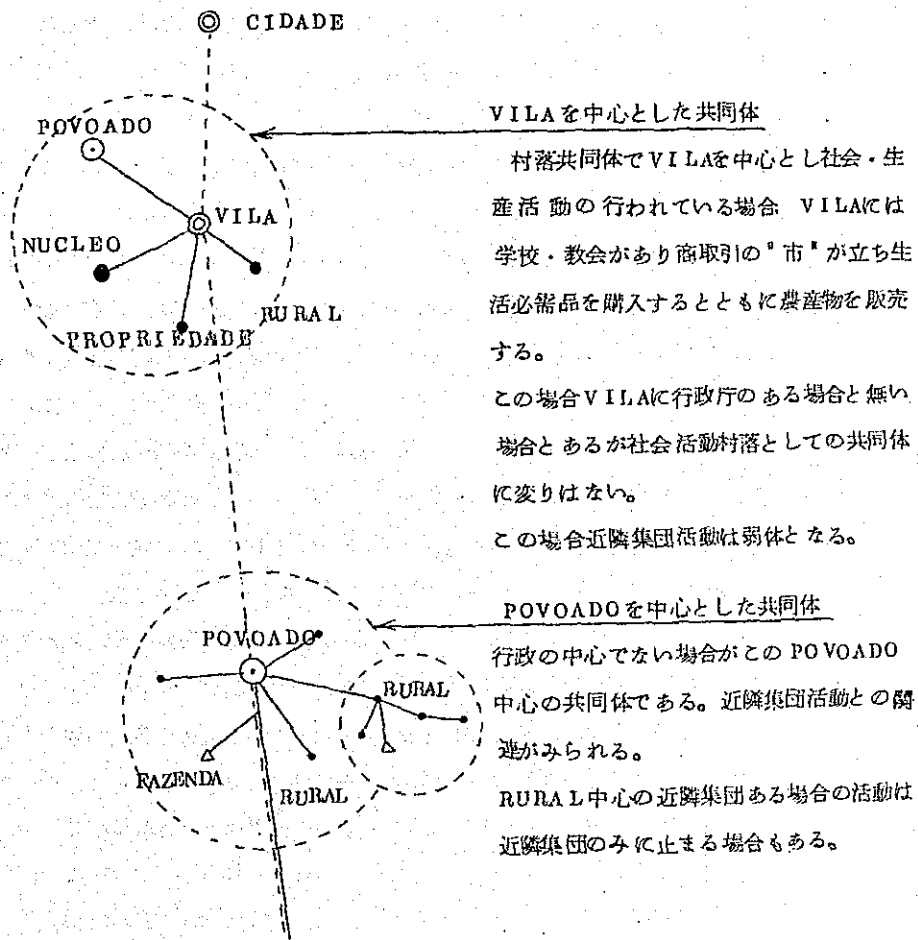 CIDADE
POVOADO
VILA
NUCLEO
RURAL
PROPRIEDADE
VILAを中心とした共同体
村落共同体でVILAを中心とし社会・生
産活動の行われている場合 VILAには
学校・教会があり商取引の"市"が立ち生
活必需品を購入するとともに農産物を販売
する。
この場合VILAに行政庁のある場合と無い
場合とあるが社会活動村落としての共同体
に変りはない。
この場合近隣集団活動は弱体となる。
POVOADO
RURAL
FAZENDA
RURAL
POVOADOを中心とした共同体
行政の中心でない場合がこのPOVOADO
中心の共同体である。近隣集団活動との関
連がみられる。
RURAL中心の近隣集団ある場合の活動は
近隣集団のみに止まる場合もある。